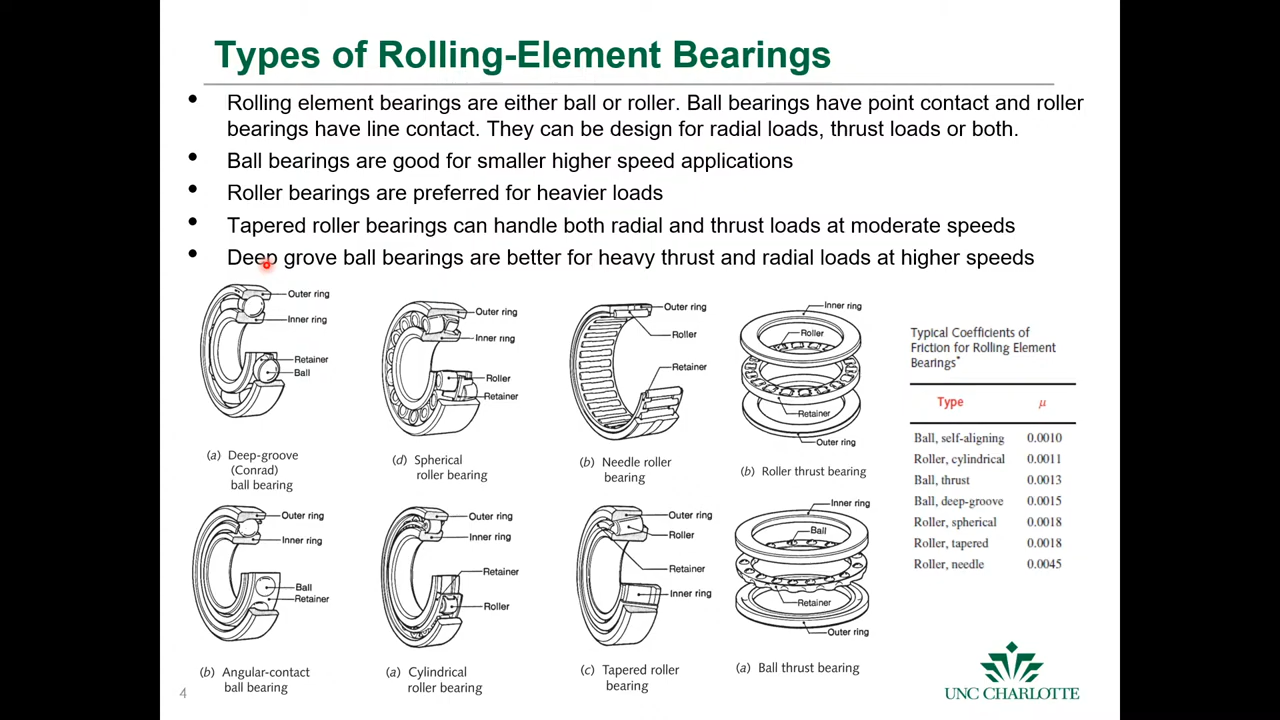 Types of Rolling-Element Bearings
• Rolling element bearings are either ball or roller. Ball bearings have point contact and roller
bearings have line contact. They can be design for radial loads, thrust loads or both.
• Ball bearings are good for smaller higher speed applications
• Roller bearings are preferred for heavier loads
• Tapered roller bearings can handle both radial and thrust loads at moderate speeds
• Deep grove ball bearings are better for heavy thrust and radial loads at higher speeds
Outer ring
Inner ring
Retainer
Ball
(a) Deep-groove
(Conrad)
ball bearing
Outer ring
Inner ring
Roller
Retainer
(d) Spherical
roller bearing
Outer ring
Roller
Retainer
(b) Needle roller
bearing
Inner ring
Roller
Retainer
Outer ring
(b) Roller thrust bearing
Typical Coefficients of
Friction for Rolling Element
Bearings*
Type μ
Ball, self-aligning 0.0010
Roller, cylindrical 0.0011
Ball, thrust 0.0013
Ball, deep-groove 0.0015
Roller, spherical 0.0018
Roller, tapered 0.0018
Roller, needle 0.0045
Outer ring
Inner ring
Ball
Retainer
(b) Angular-contact
ball bearing
Outer ring
Inner ring
Retainer
Roller
(a) Cylindrical
roller bearing
Outer ring
Roller
Retainer
Inner ring
(c) Tapered roller
bearing
Inner ring
Ball
Retainer
Outer ring
(a) Ball thrust bearing
UNC CHARLOTTE
4